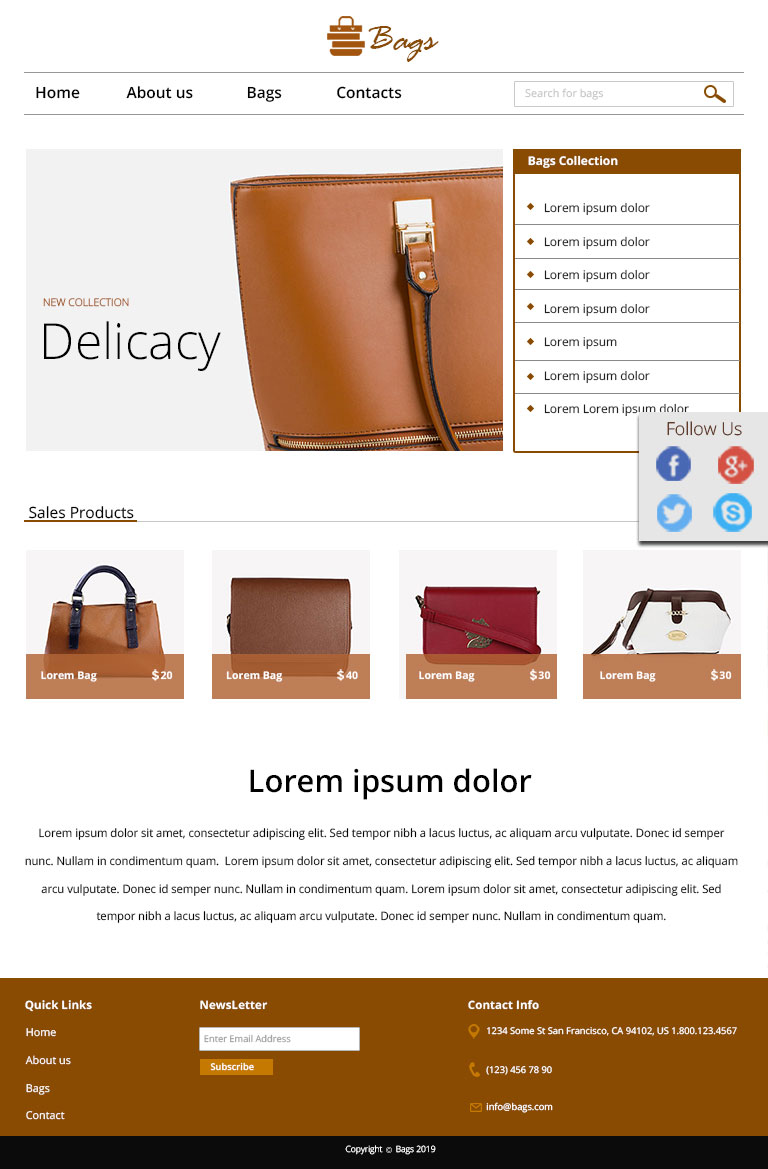 Bags
Home About us Bags Contacts
Search for bags
NEW COLLECTION
Delicacy
Bags Collection
Lorem ipsum dolor
Lorem ipsum dolor
Lorem ipsum dolor
Lorem ipsum dolor
Lorem ipsum
Lorem ipsum dolor
Lorem Lorem ipsum dolor
Follow Us
Sales Products
Lorem Bag $20
Lorem Bag $40
Lorem Bag $30
Lorem Bag $30
Lorem ipsum dolor
Lorem ipsum dolor sit amet, consectetur adipiscing elit. Sed tempor nibh a lacus luctus, ac aliquam arcu vulputate. Donec id semper
nunc. Nullam in condimentum quam. Lorem ipsum dolor sit amet, consectetur adipiscing elit. Sed tempor nibh a lacus luctus, ac aliquam
arcu vulputate. Donec id semper nunc. Nullam in condimentum quam. Lorem ipsum dolor sit amet, consectetur adipiscing elit. Sed
tempor nibh a lacus luctus, ac aliquam arcu vulputate. Donec id semper nunc. Nullam in condimentum quam.
Quick Links
Home
About us
Bags
Contact
NewsLetter
Enter Email Address
Subscribe
Contact Info
1234 Some St San Francisco, CA 94102, US 1.800.123.4567
(123) 456 78 90
info@bags.com
Copyright © Bags 2019